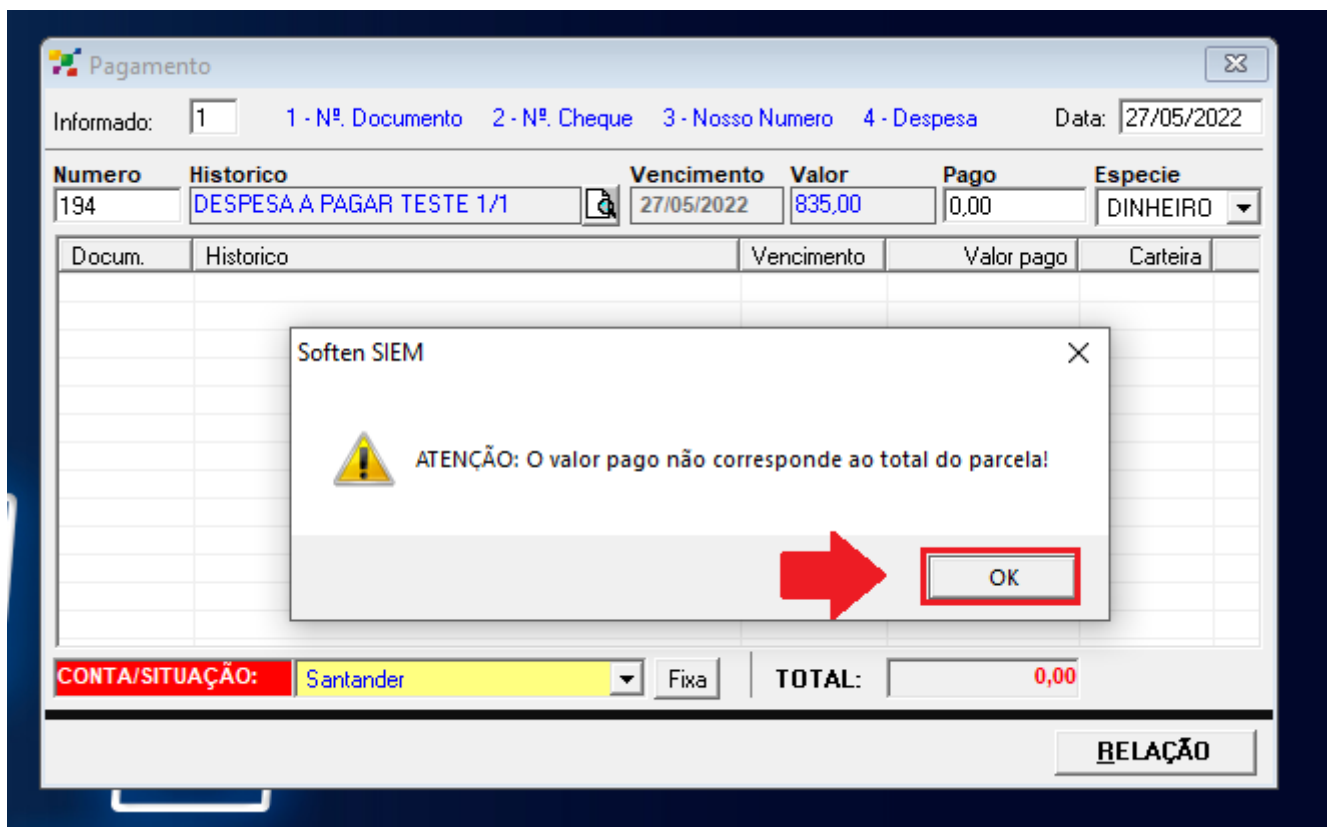 Pagamento
Informado: 1 1 - Nº. Documento 2 - Nº. Cheque 3 - Nosso Numero 4 - Despesa Data: 27/05/2022
Numero Historico Vencimento Valor Pago Especie
194 DESPESA A PAGAR TESTE 1/1 27/05/2022 835,00 0,00 DINHEIRO
Docum. Historico Vencimento Valor pago Carteira
Soften SIEM
ATENÇÃO: O valor pago não corresponde ao total do parcela!
OK
CONTA/SITUAÇÃO: Santander Fixa TOTAL: 0,00
RELAÇÃO